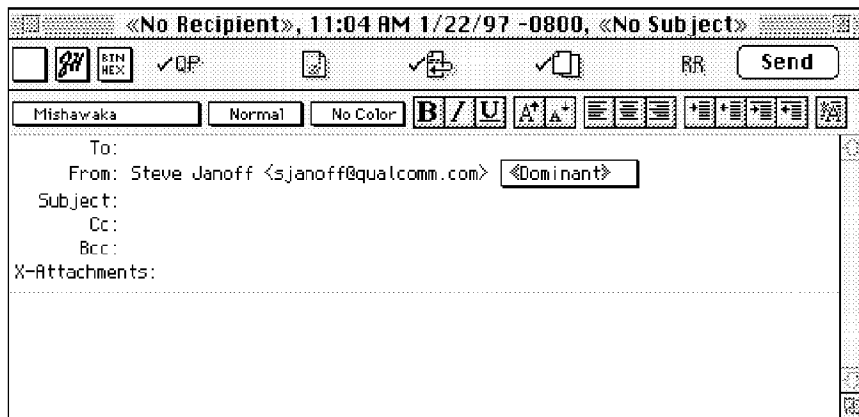 «No Recipient», 11:04 AM 1/22/97 -0800, «No Subject»
JH BIN HEX ✓QP ✓ ✓ RR Send
Mishawaka Normal No Color B I U A A
To:
From: Steve Janoff <sjanoff@qualcomm.com> «Dominant»
Subject:
Cc:
Bcc:
X-Attachments: